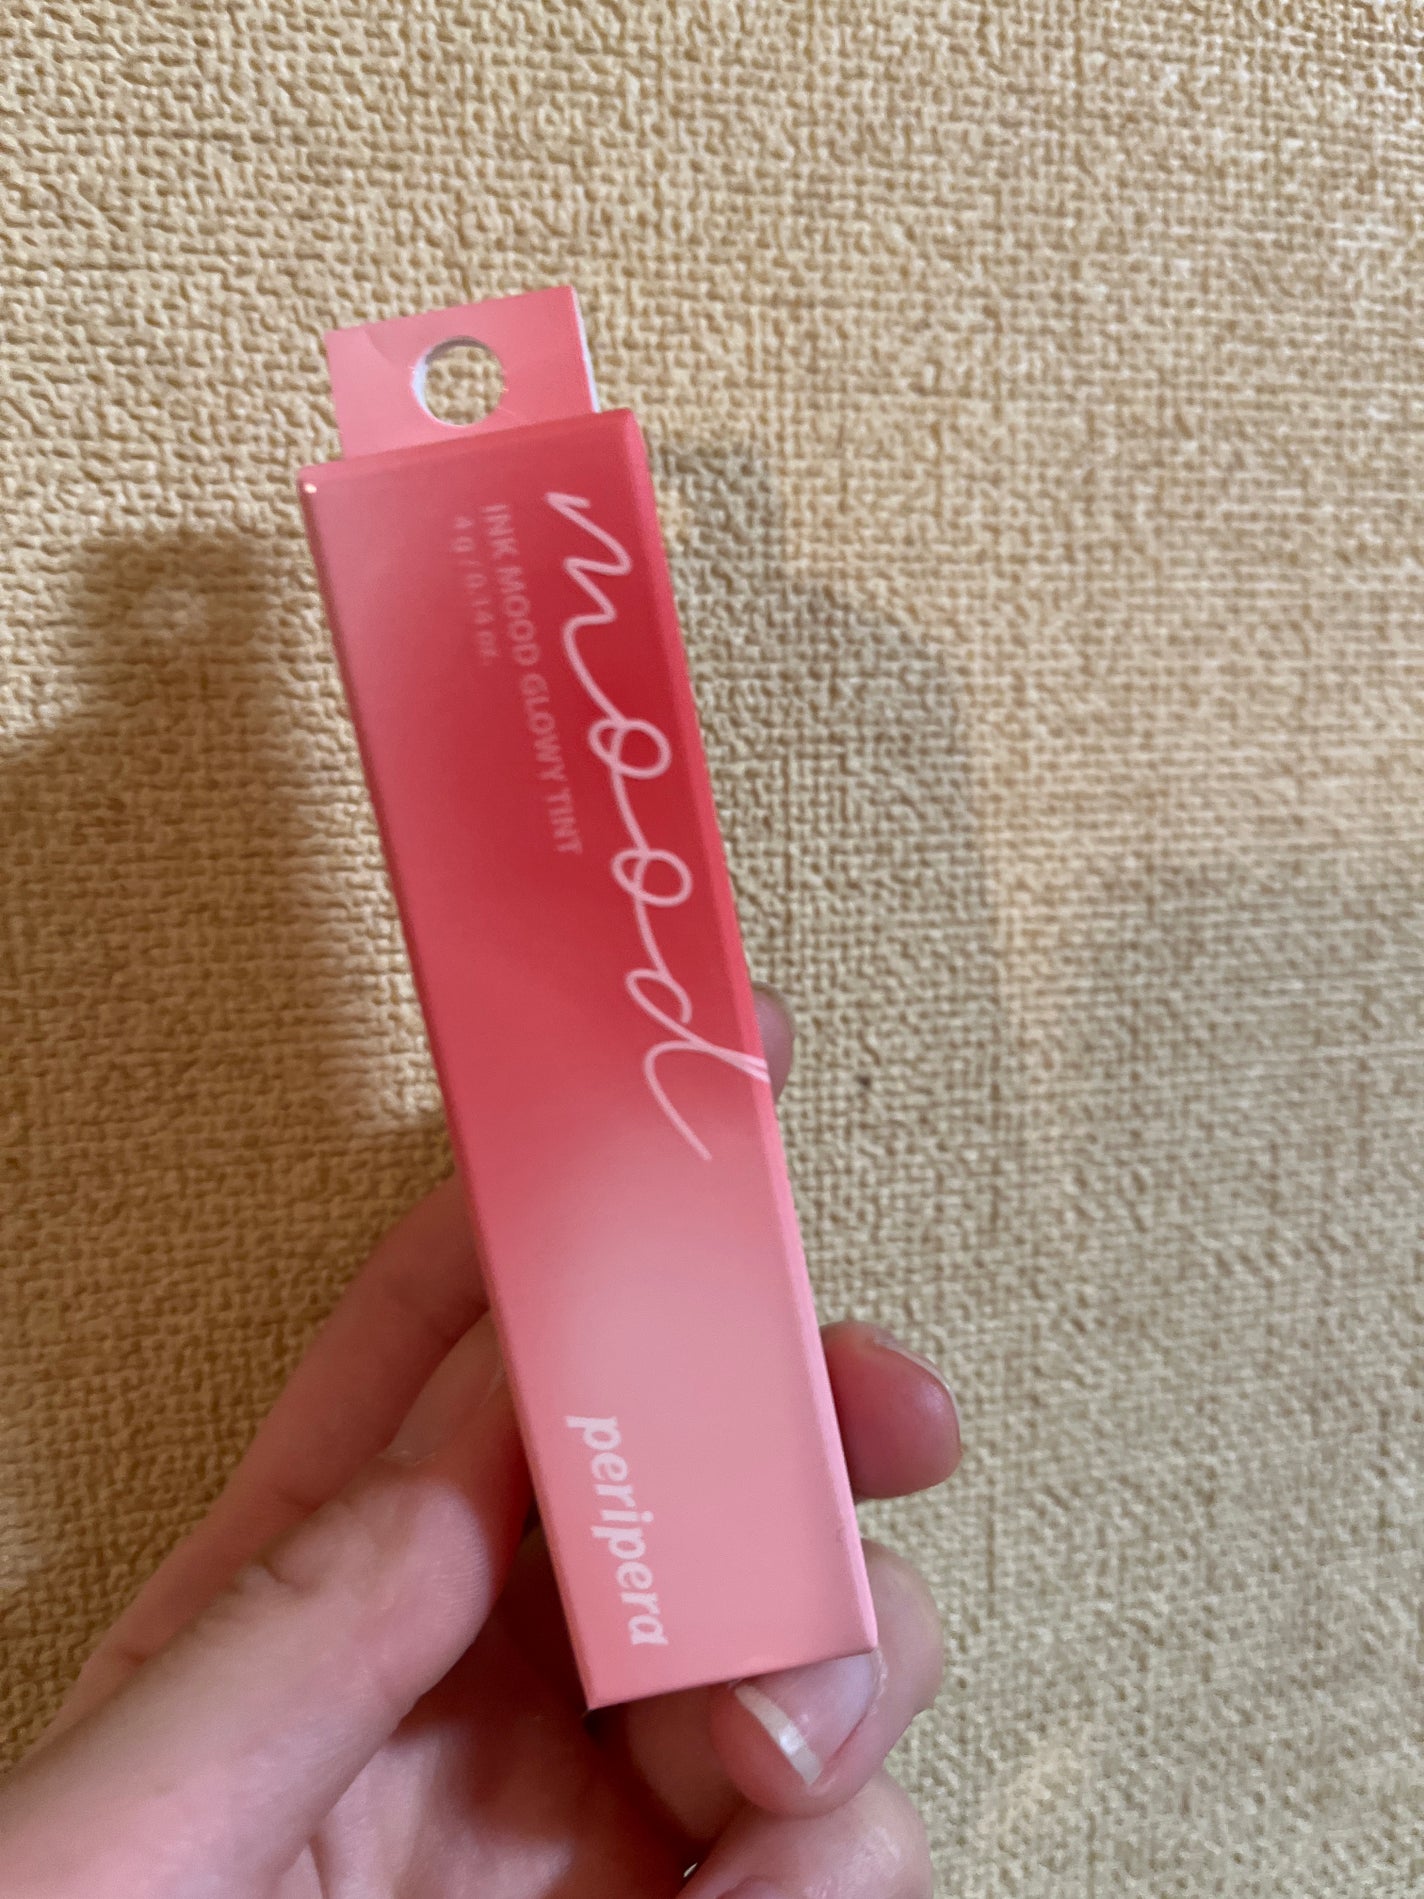 mood
INK MOOD GLOWY TINT
4 g / 0.14 oz.
peripera